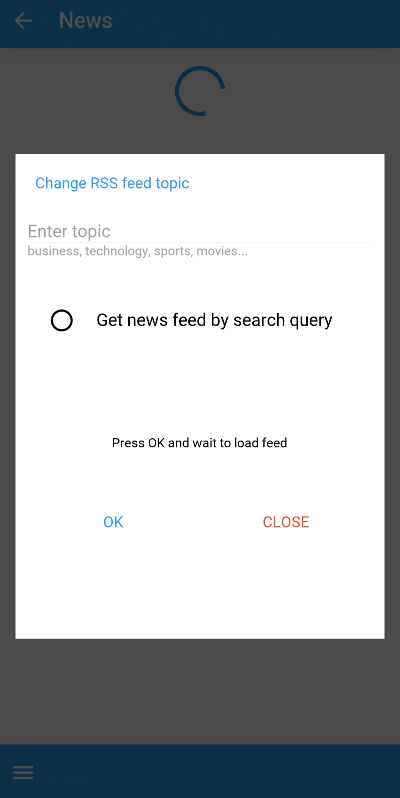 News
Change RSS feed topic
Enter topic
business, technology, sports, movies...
Get news feed by search query
Press OK and wait to load feed
OK
CLOSE